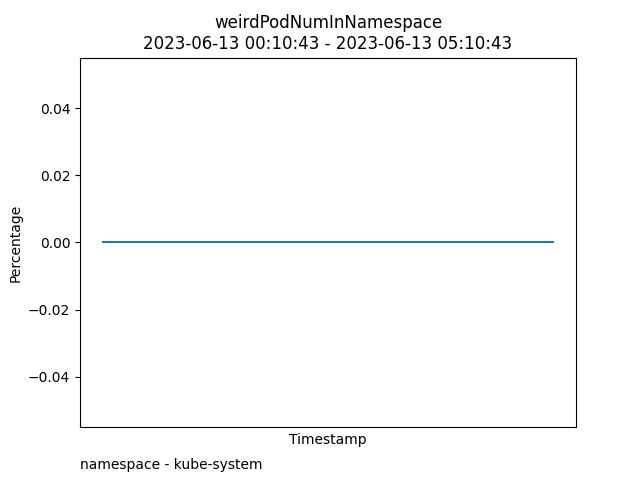 weirdPodNumInNamespace
2023-06-13 00:10:43 - 2023-06-13 05:10:43
0.04
0.02
0.00
−0.02
−0.04
Percentage
Timestamp
namespace - kube-system